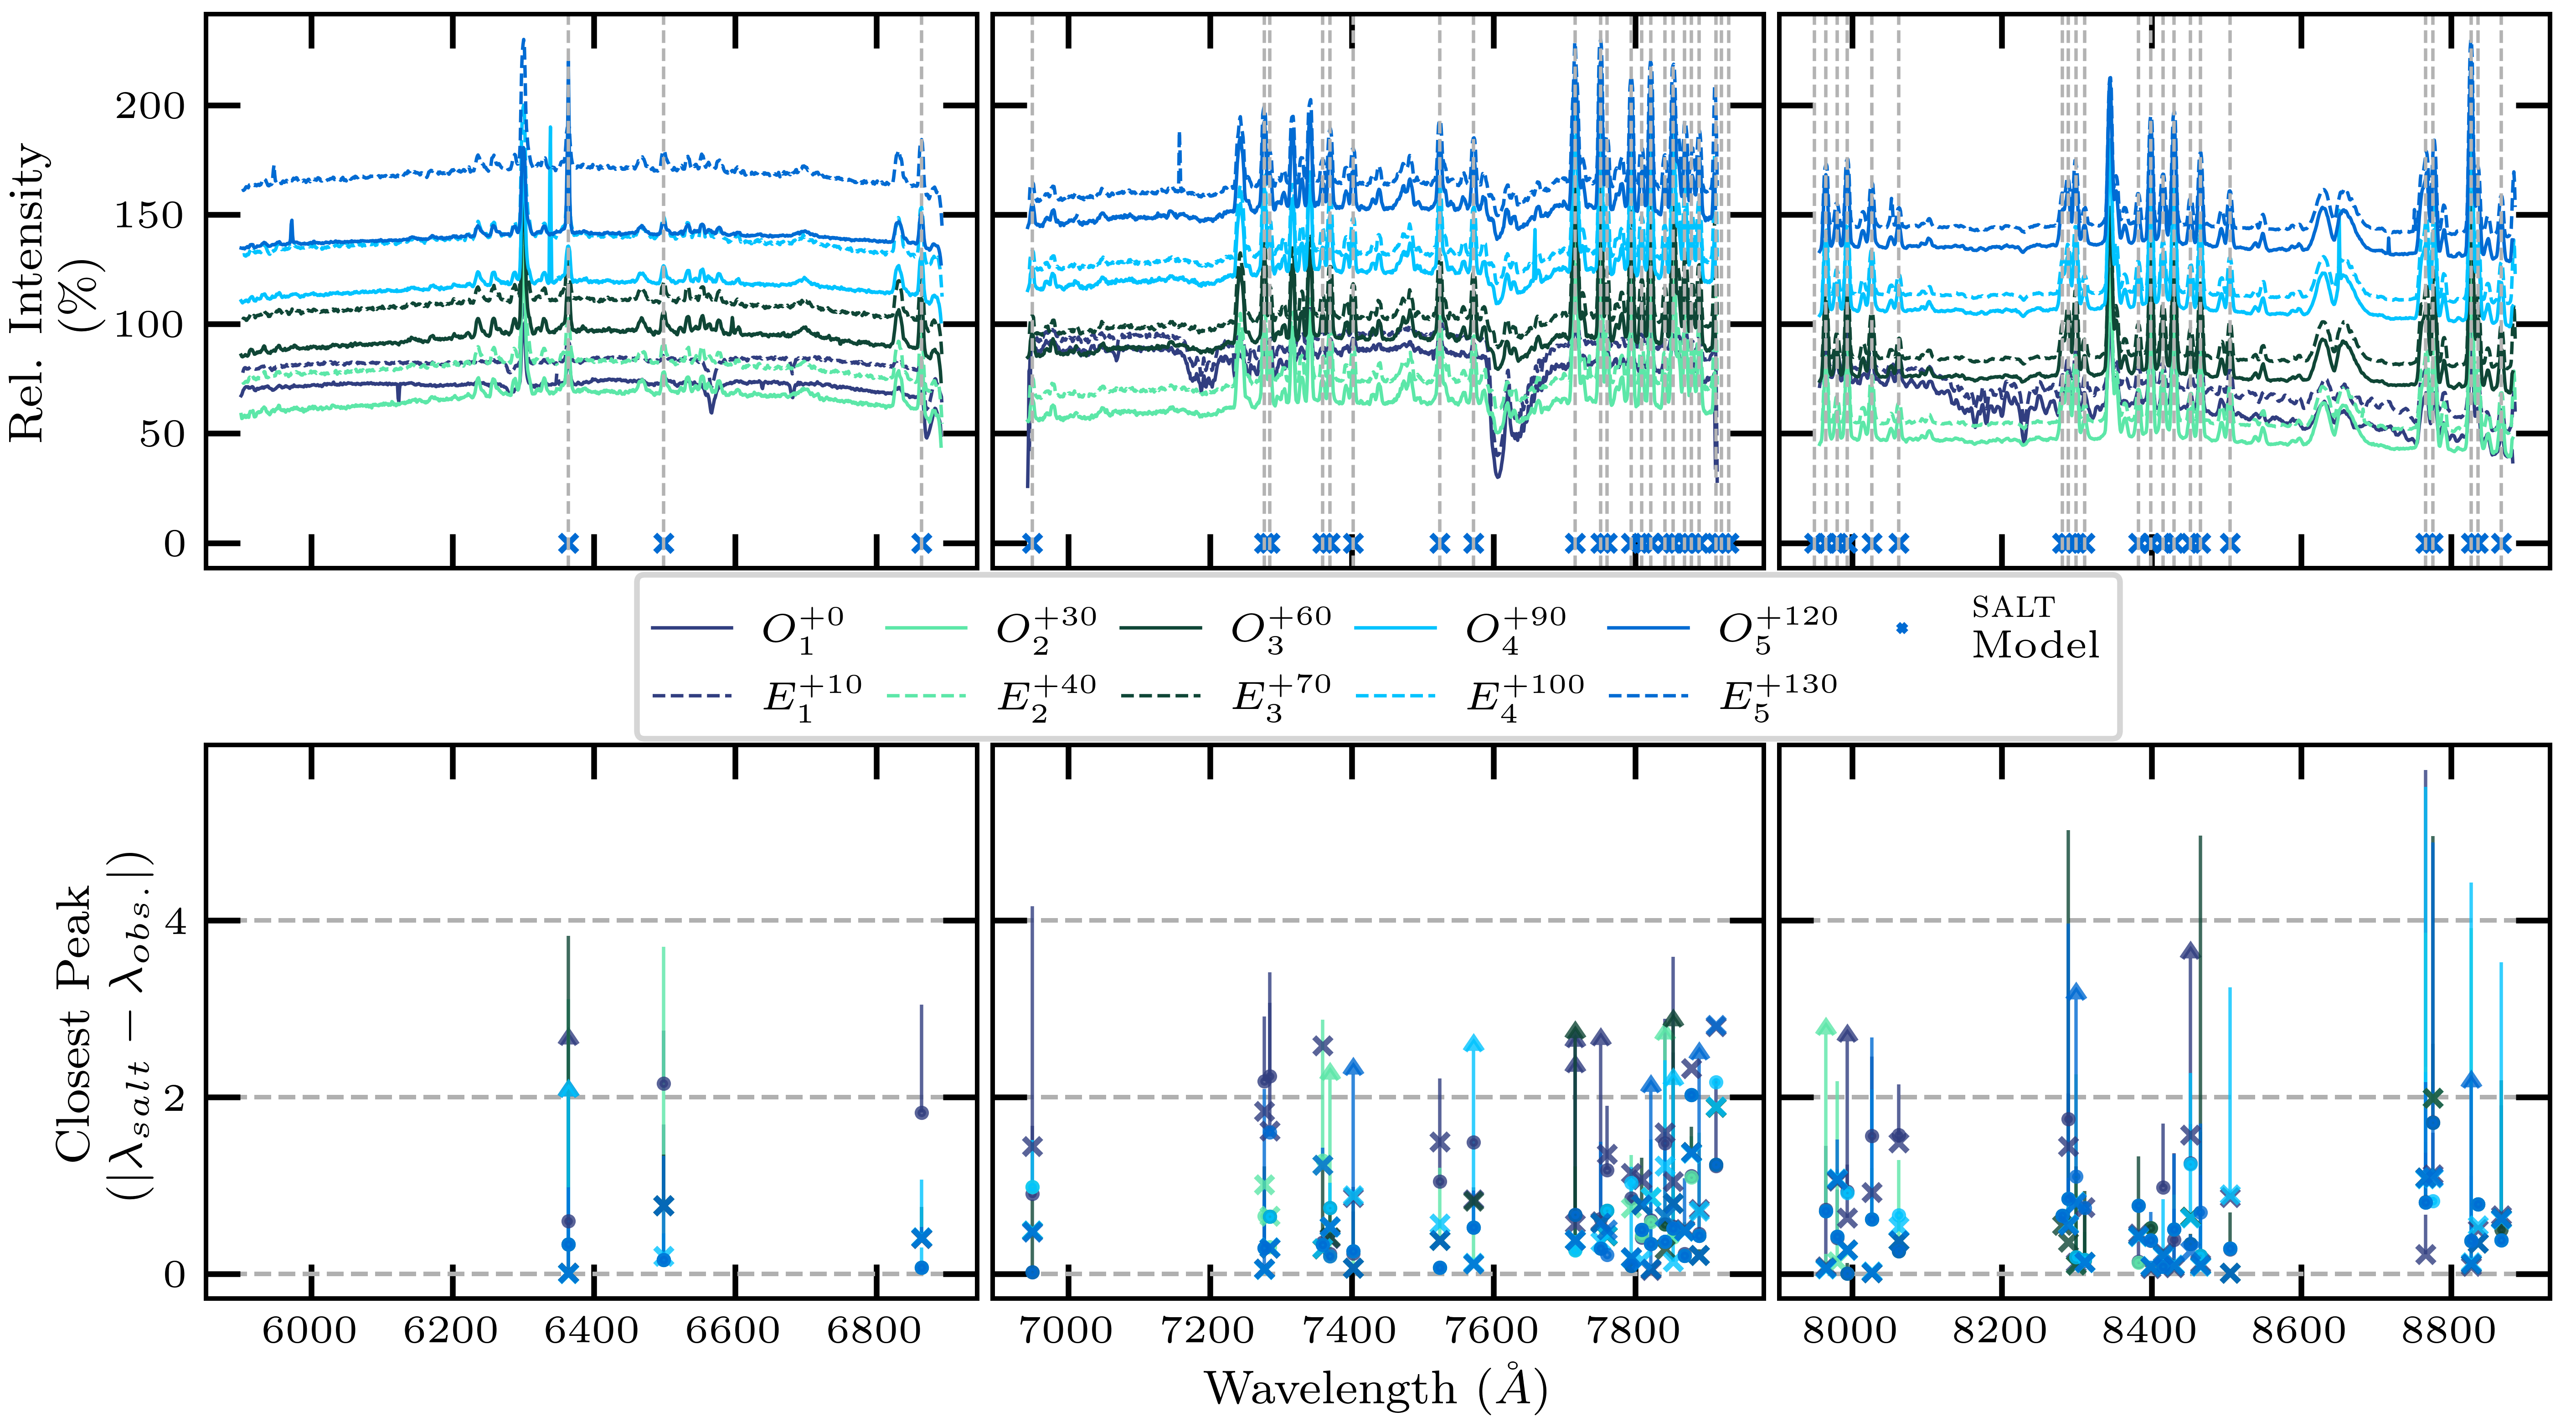 Rel. Intensity
(%)
200
150
100
50
0
O_1^{+0} O_2^{+30} O_3^{+60} O_4^{+90} O_5^{+120} SALT Model
E_1^{+10} E_2^{+40} E_3^{+70} E_4^{+100} E_5^{+130}
Closest Peak
(|λ_{salt} − λ_{obs.}|)
4
2
0
6000 6200 6400 6600 6800 7000 7200 7400 7600 7800 8000 8200 8400 8600 8800
Wavelength (Å)